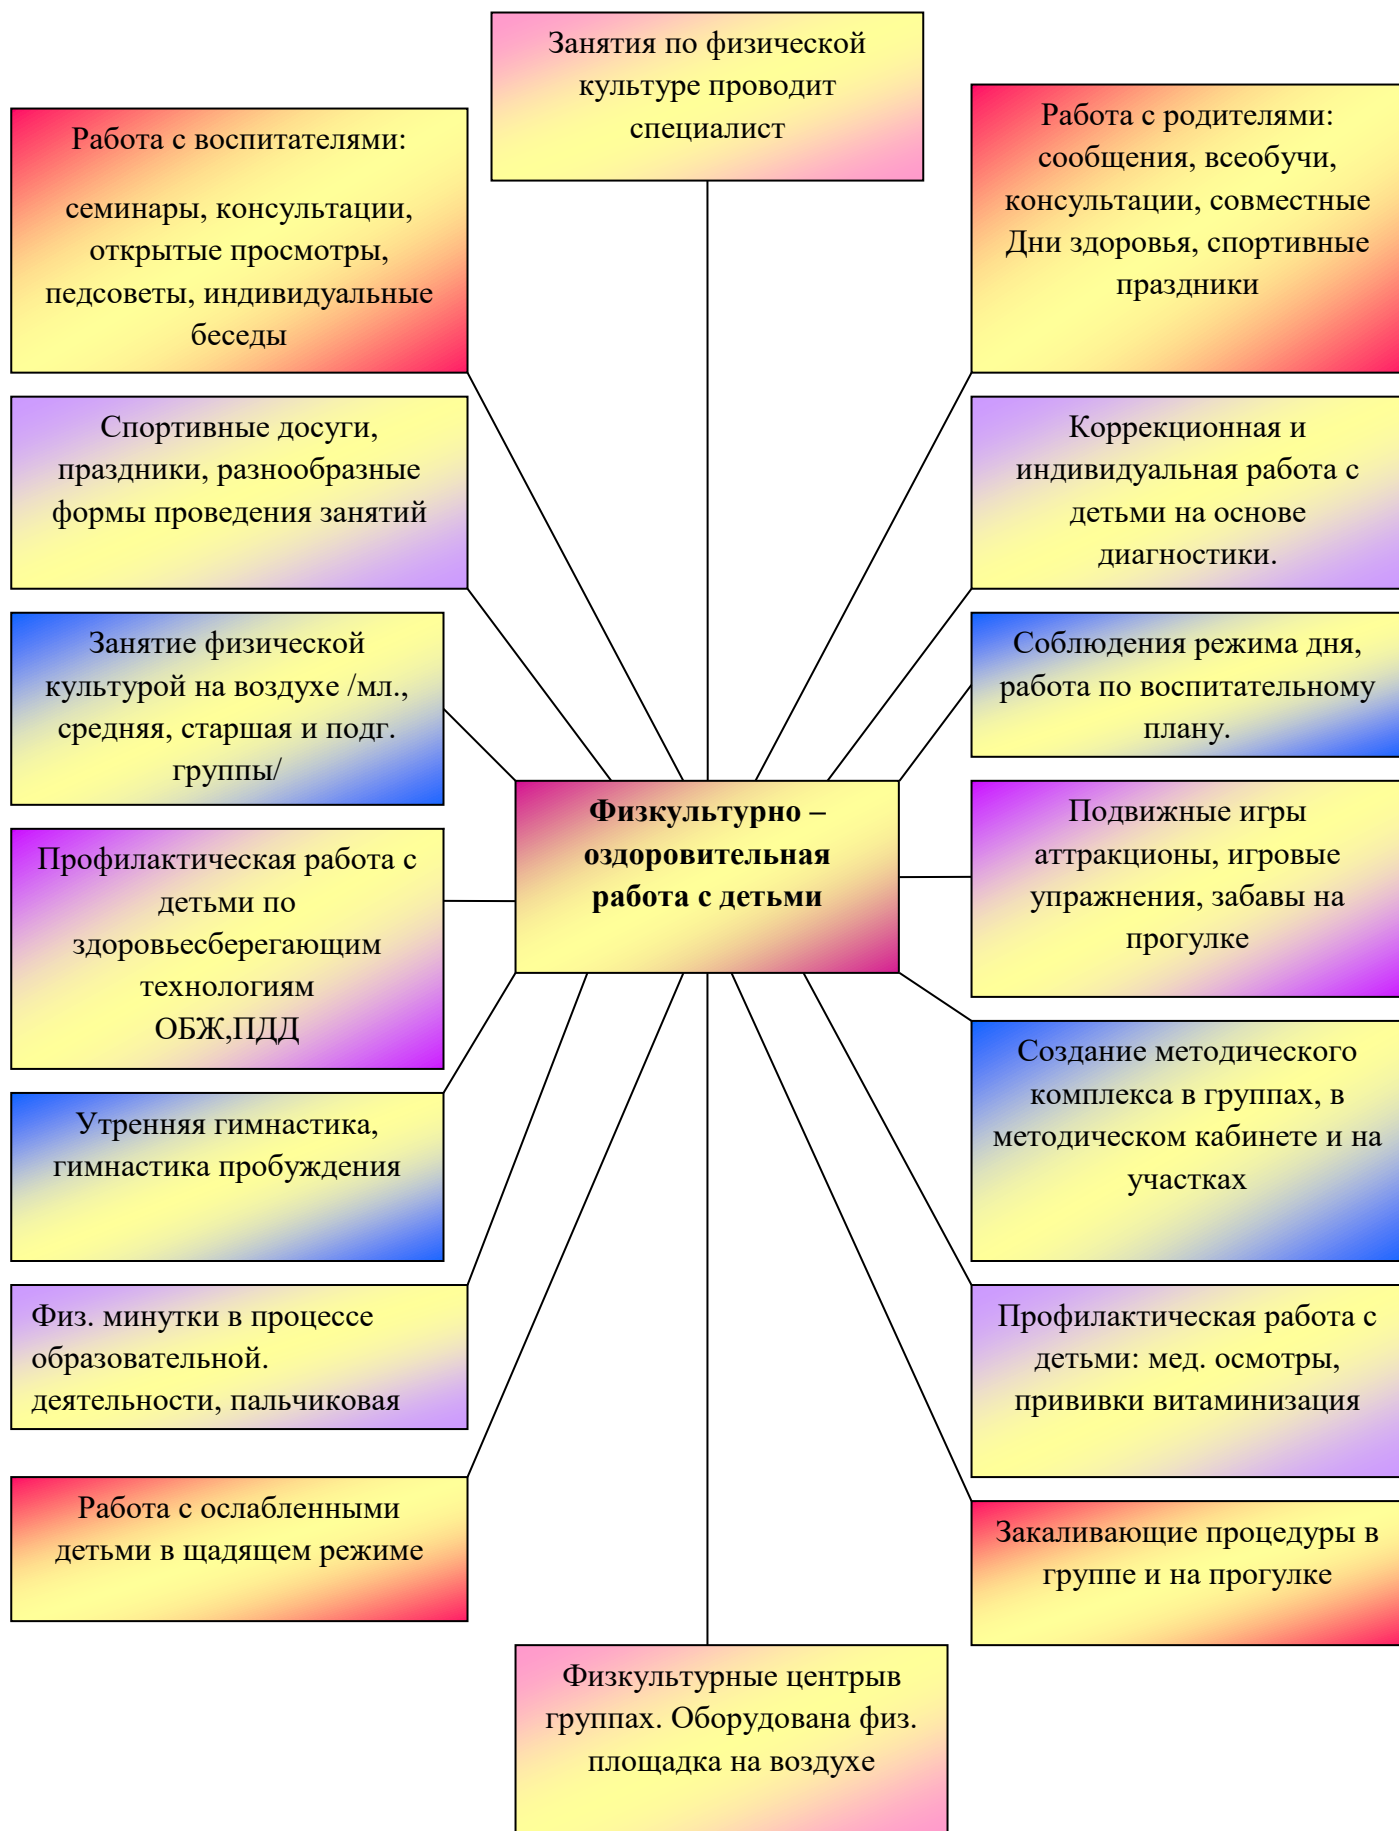 Занятия по физической
культуре проводит
специалист
Работа с воспитателями:
семинары, консультации,
открытые просмотры,
педсоветы, индивидуальные
беседы
Работа с родителями:
сообщения, всеобучи,
консультации, совместные
Дни здоровья, спортивные
праздники
Спортивные досуги,
праздники, разнообразные
формы проведения занятий
Коррекционная и
индивидуальная работа с
детьми на основе
диагностики.
Занятие физической
культурой на воздухе /мл.,
средняя, старшая и подг.
группы/
Соблюдения режима дня,
работа по воспитательному
плану.
Физкультурно –
оздоровительная
работа с детьми
Профилактическая работа с
детьми по
здоровьесберегающим
технологиям
ОБЖ,ПДД
Подвижные игры
аттракционы, игровые
упражнения, забавы на
прогулке
Утренняя гимнастика,
гимнастика пробуждения
Создание методического
комплекса в группах, в
методическом кабинете и на
участках
Физ. минутки в процессе
образовательной.
деятельности, пальчиковая
Профилактическая работа с
детьми: мед. осмотры,
прививки витаминизация
Работа с ослабленными
детьми в щадящем режиме
Закаливающие процедуры в
группе и на прогулке
Физкультурные центрыв
группах. Оборудована физ.
площадка на воздухе